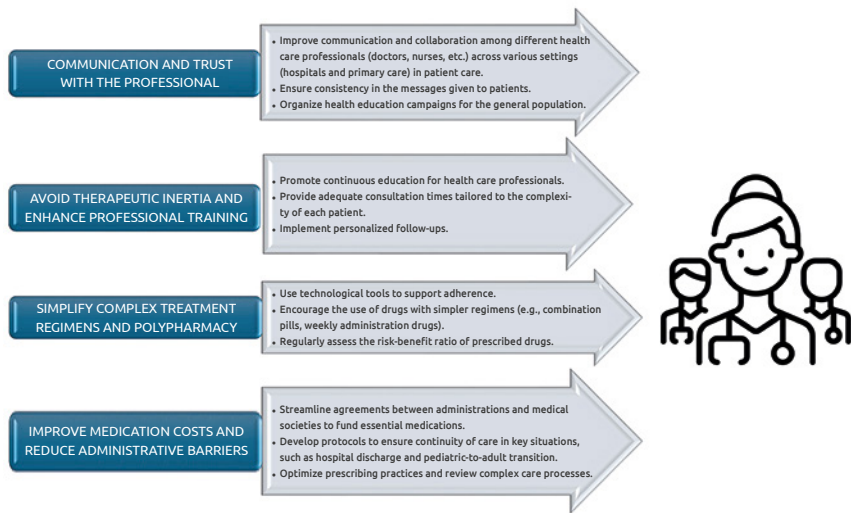 COMMUNICATION AND TRUST
WITH THE PROFESSIONAL
• Improve communication and collaboration among different health
care professionals (doctors, nurses, etc.) across various settings
(hospitals and primary care) in patient care.
• Ensure consistency in the messages given to patients.
• Organize health education campaigns for the general population.
AVOID THERAPEUTIC INERTIA AND
ENHANCE PROFESSIONAL TRAINING
• Promote continuous education for health care professionals.
• Provide adequate consultation times tailored to the complexi-
ty of each patient.
• Implement personalized follow-ups.
SIMPLIFY COMPLEX TREATMENT
REGIMENS AND POLYPHARMACY
• Use technological tools to support adherence.
• Encourage the use of drugs with simpler regimens (e.g., combination
pills, weekly administration drugs).
• Regularly assess the risk-benefit ratio of prescribed drugs.
IMPROVE MEDICATION COSTS AND
REDUCE ADMINISTRATIVE BARRIERS
• Streamline agreements between administrations and medical
societies to fund essential medications.
• Develop protocols to ensure continuity of care in key situations,
such as hospital discharge and pediatric-to-adult transition.
• Optimize prescribing practices and review complex care processes.